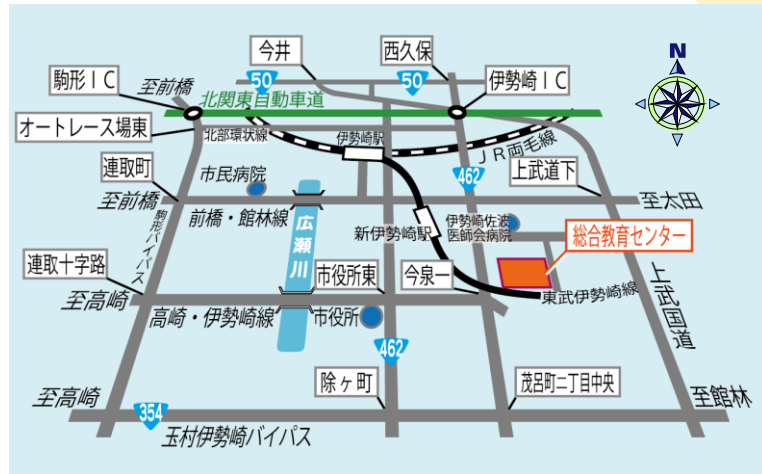 N
今井
西久保
50
50
駒形IC
至前橋
伊勢崎IC
北関東自動車道
オートレース場東
北部環状線
伊勢崎駅
JR両毛線
連取町
市民病院
462
上武道下
至前橋
至太田
前橋・館林線
駒形バイパス
広瀬川
新伊勢崎駅
伊勢崎佐波
医師会病院
総合教育センター
連取十字路
市役所東
今泉一
至高崎
東武伊勢崎線
上武国道
高崎・伊勢崎線
市役所
462
除ヶ町
茂呂町二丁目中央
至高崎
至館林
354
玉村伊勢崎バイパス